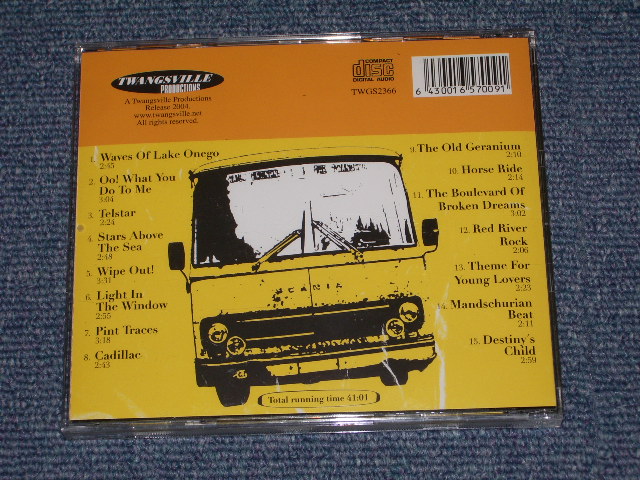 TWANGSVILLE
PRODUCTIONS
A Twangsville Productions
Release 2004.
www.twangsville.net
All rights reserved.
COMPACT
disc
DIGITAL AUDIO
TWGS2366
6 430016 570091
1. Waves Of Lake Onego
2:45
2. Oo! What You
Do To Me
3:04
3. Telstar
2:24
4. Stars Above
The Sea
2:48
5. Wipe Out!
3:31
6. Light In
The Window
2:55
7. Pint Traces
3:18
8. Cadillac
2:43
9. The Old Geranium
2:10
10. Horse Ride
2:14
11. The Boulevard Of
Broken Dreams
3:02
12. Red River
Rock
2:06
13. Theme For
Young Lovers
2:23
14. Mandschurian
Beat
2:11
15. Destiny's
Child
2:59
SCANIA
Total running time 41:01